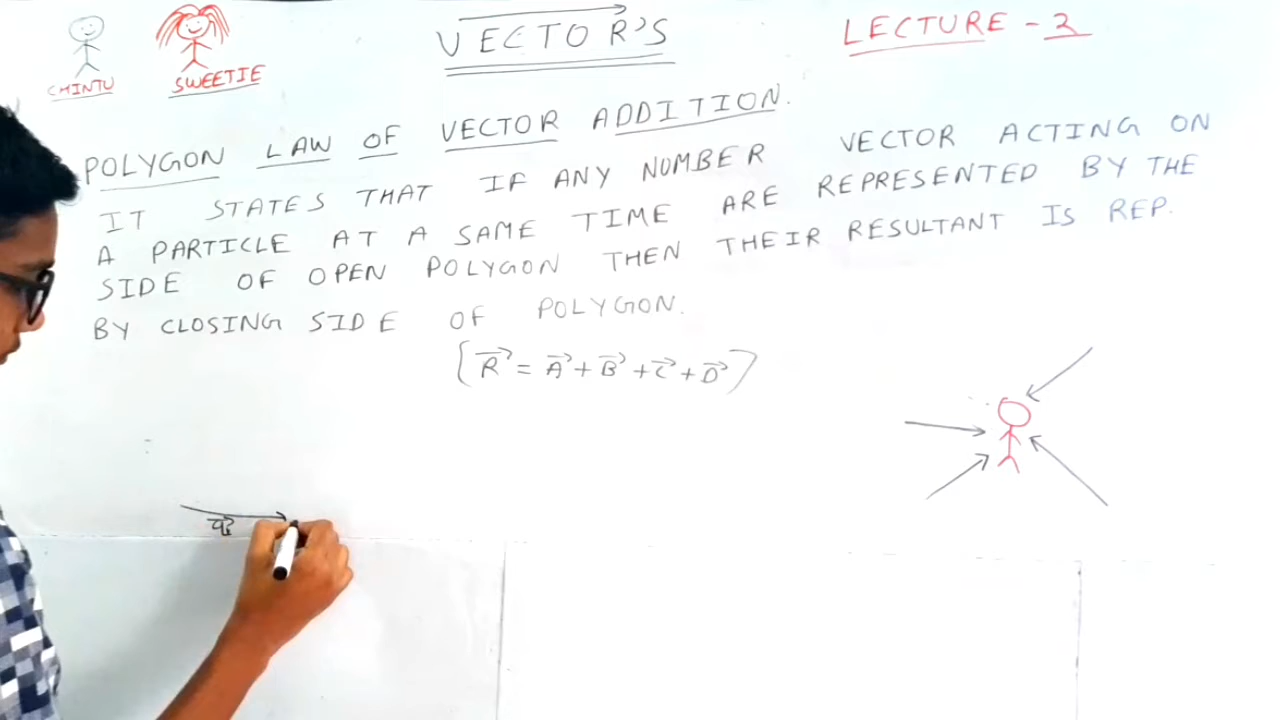 VECTOR'S
LECTURE - 3
CHINTU
SWEETIE
POLYGON LAW OF VECTOR ADDITION.
IT STATES THAT IF ANY NUMBER VECTOR ACTING ON
A PARTICLE AT A SAME TIME ARE REPRESENTED BY THE
SIDE OF OPEN POLYGON THEN THEIR RESULTANT IS REP.
BY CLOSING SIDE OF POLYGON.
[R⃗ = A⃗ + B⃗ + C⃗ + D⃗]